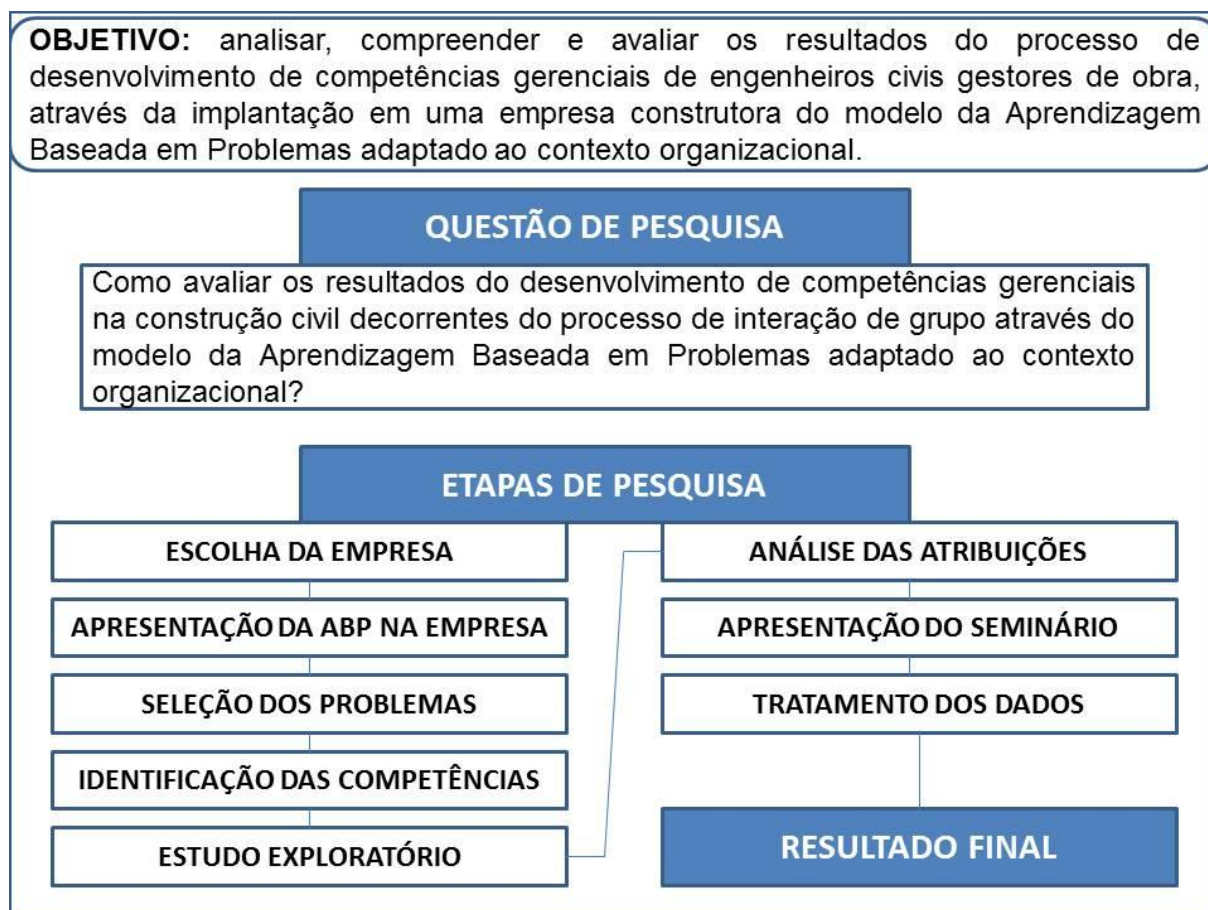 OBJETIVO: analisar, compreender e avaliar os resultados do processo de
desenvolvimento de competências gerenciais de engenheiros civis gestores de obra,
através da implantação em uma empresa construtora do modelo da Aprendizagem
Baseada em Problemas adaptado ao contexto organizacional.
QUESTÃO DE PESQUISA
Como avaliar os resultados do desenvolvimento de competências gerenciais
na construção civil decorrentes do processo de interação de grupo através do
modelo da Aprendizagem Baseada em Problemas adaptado ao contexto
organizacional?
ETAPAS DE PESQUISA
ESCOLHA DA EMPRESA
APRESENTAÇÃO DA ABP NA EMPRESA
SELEÇÃO DOS PROBLEMAS
IDENTIFICAÇÃO DAS COMPETÊNCIAS
ESTUDO EXPLORATÓRIO
ANÁLISE DAS ATRIBUIÇÕES
APRESENTAÇÃO DO SEMINÁRIO
TRATAMENTO DOS DADOS
RESULTADO FINAL